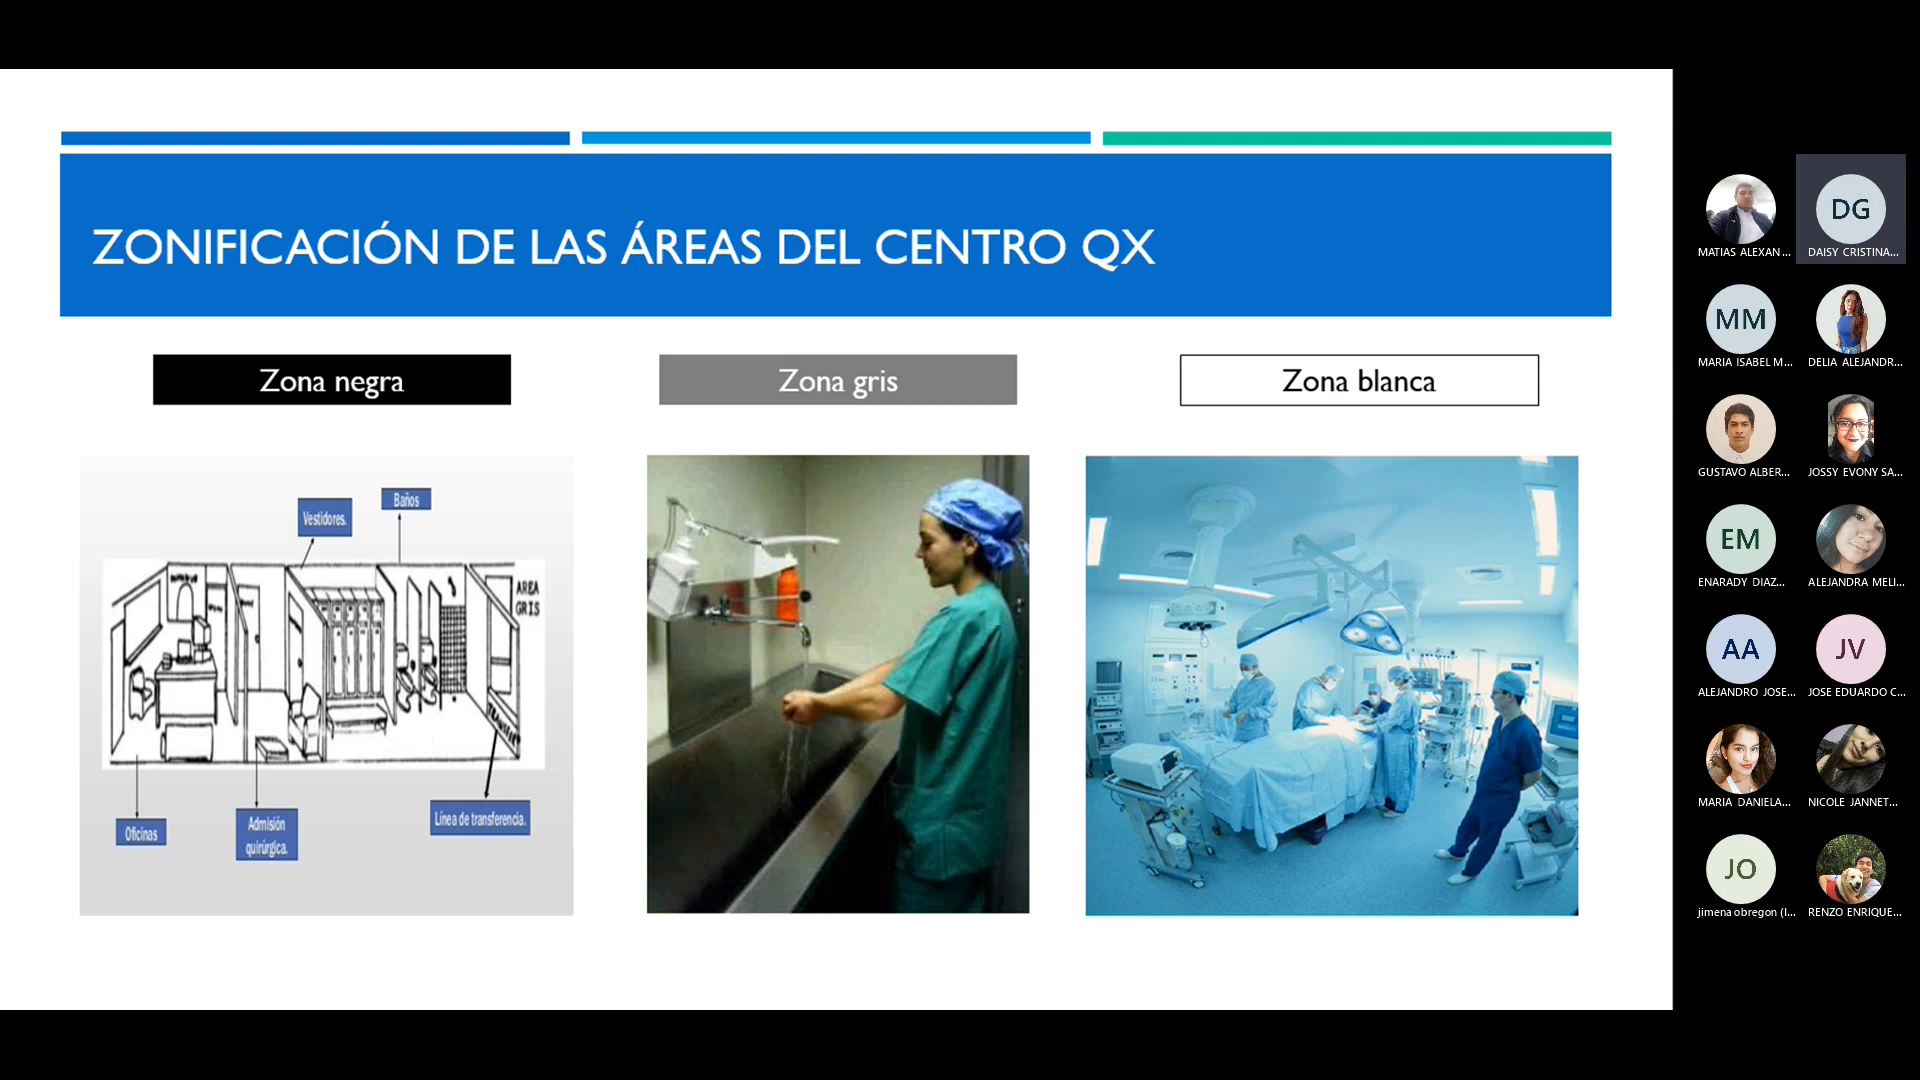 ZONIFICACIÓN DE LAS ÁREAS DEL CENTRO QX
Zona negra
Zona gris
Zona blanca
Vestidores.
Baños
AREA
GRIS
Oficinas
Admisión
quirúrgica.
Línea de transferencia.
MATIAS ALEXAN...
DG
DAISY CRISTINA...
MM
MARIA ISABEL M...
DELIA ALEJANDR...
GUSTAVO ALBER...
JOSSY EVONY SA...
EM
ENARADY DIAZ...
ALEJANDRA MELI...
AA
ALEJANDRO JOSE...
JV
JOSE EDUARDO C...
MARIA DANIELA...
NICOLE JANNET...
JO
jimena obregon (I...
RENZO ENRIQUE...